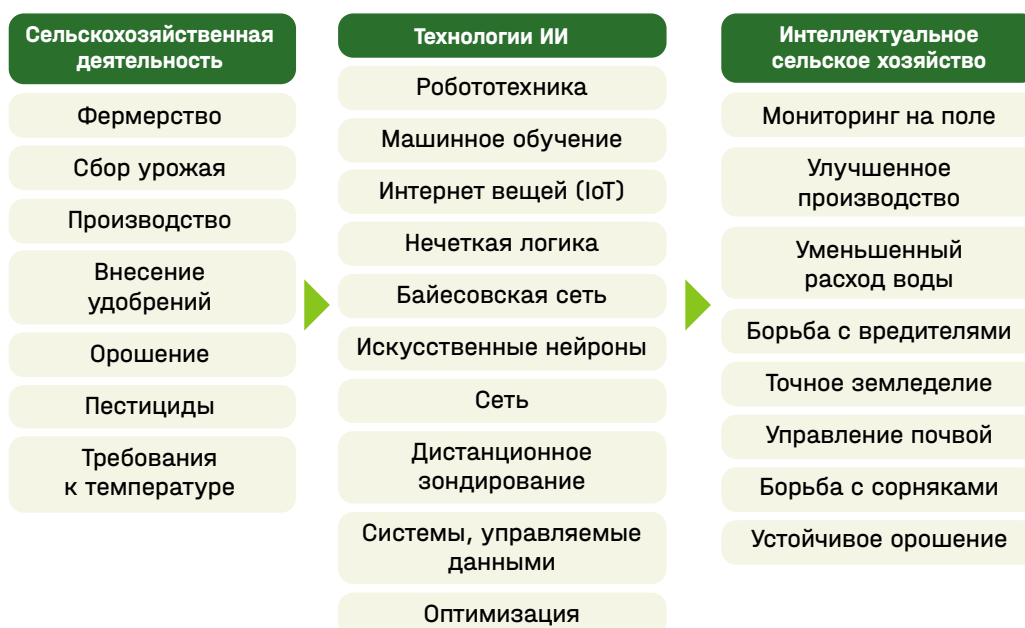 Сельскохозяйственная
деятельность
Фермерство
Сбор урожая
Производство
Внесение
удобрений
Орошение
Пестициды
Требования
к температуре
Технологии ИИ
Робототехника
Машинное обучение
Интернет вещей (IoT)
Нечеткая логика
Байесовская сеть
Искусственные нейроны
Сеть
Дистанционное
зондирование
Системы, управляемые
данными
Оптимизация
Интеллектуальное
сельское хозяйство
Мониторинг на поле
Улучшенное
производство
Уменьшенный
расход воды
Борьба с вредителями
Точное земледелие
Управление почвой
Борьба с сорняками
Устойчивое орошение